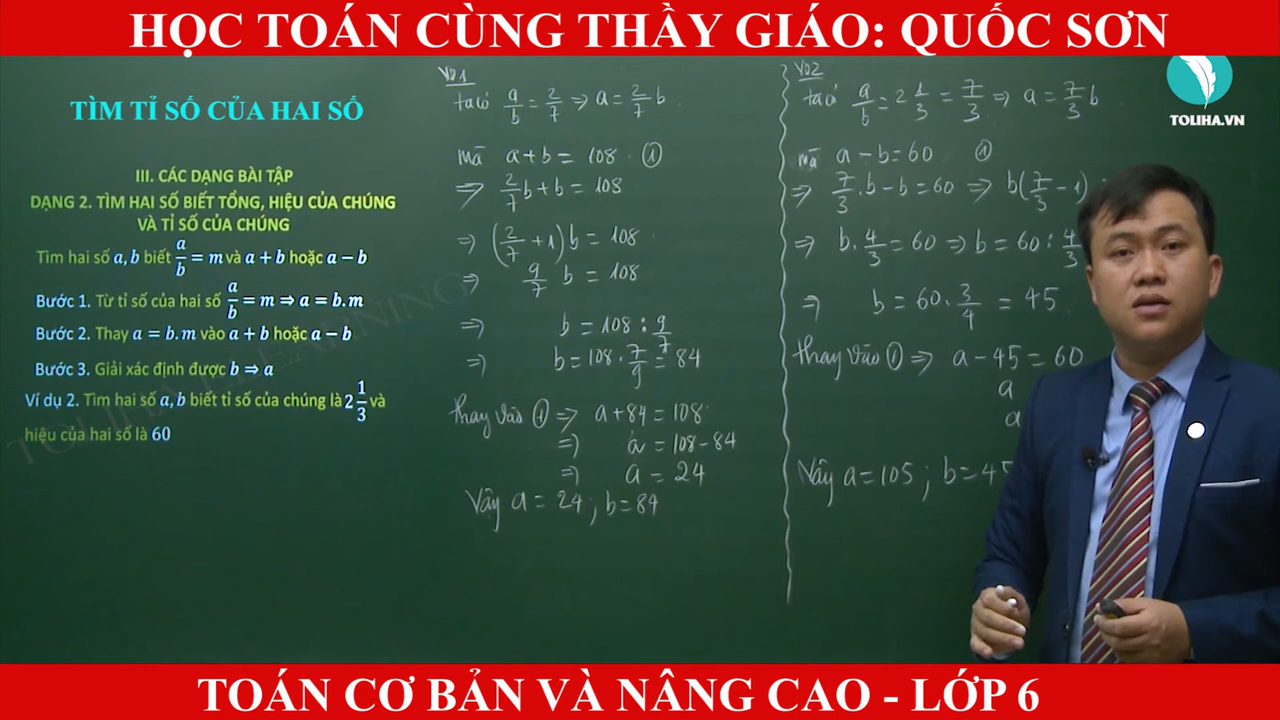 HỌC TOÁN CÙNG THẦY GIÁO: QUỐC SƠN
TOLIHA.VN
TÌM TỈ SỐ CỦA HAI SỐ
III. CÁC DẠNG BÀI TẬP
DẠNG 2. TÌM HAI SỐ BIẾT TỔNG, HIỆU CỦA CHÚNG
VÀ TỈ SỐ CỦA CHÚNG
Tìm hai số a, b biết a/b = m và a + b hoặc a − b
Bước 1. Từ tỉ số của hai số a/b = m ⇒ a = b.m
Bước 2. Thay a = b.m vào a + b hoặc a − b
Bước 3. Giải xác định được b ⇒ a
Ví dụ 2. Tìm hai số a, b biết tỉ số của chúng là 2 1/3 và
hiệu của hai số là 60
VD1
ta có a/b = 2/7 ⇒ a = 2/7 b
mà a + b = 108 ①
⇒ 2/7 b + b = 108
⇒ (2/7 + 1) b = 108
⇒ 9/7 b = 108
⇒ b = 108 : 9/7
⇒ b = 108 . 7/9 = 84
thay vào ① ⇒ a + 84 = 108
⇒ a = 108 − 84
⇒ a = 24
Vậy a = 24 ; b = 84
VD2
ta có a/b = 2 1/3 = 7/3 ⇒ a = 7/3 b
mà a − b = 60 ①
⇒ 7/3 . b − b = 60 ⇒ b(7/3 − 1)
⇒ b . 4/3 = 60 ⇒ b = 60 : 4/3
⇒ b = 60 . 3/4 = 45
thay vào ① ⇒ a − 45 = 60
a
a
Vậy a = 105 ; b = 45
TOÁN CƠ BẢN VÀ NÂNG CAO - LỚP 6